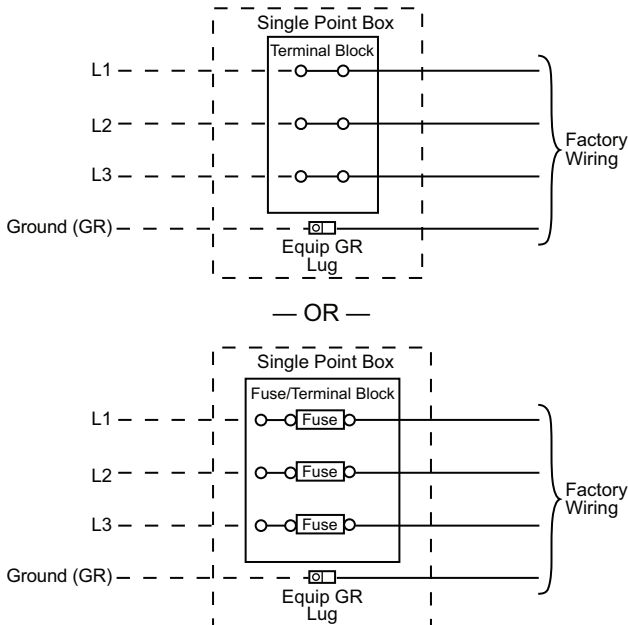 Single Point Box
Terminal Block
L1
L2
L3
Ground (GR)
Equip GR
Lug
Factory
Wiring
— OR —
Single Point Box
Fuse/Terminal Block
L1
Fuse
L2
Fuse
L3
Fuse
Ground (GR)
Equip GR
Lug
Factory
Wiring